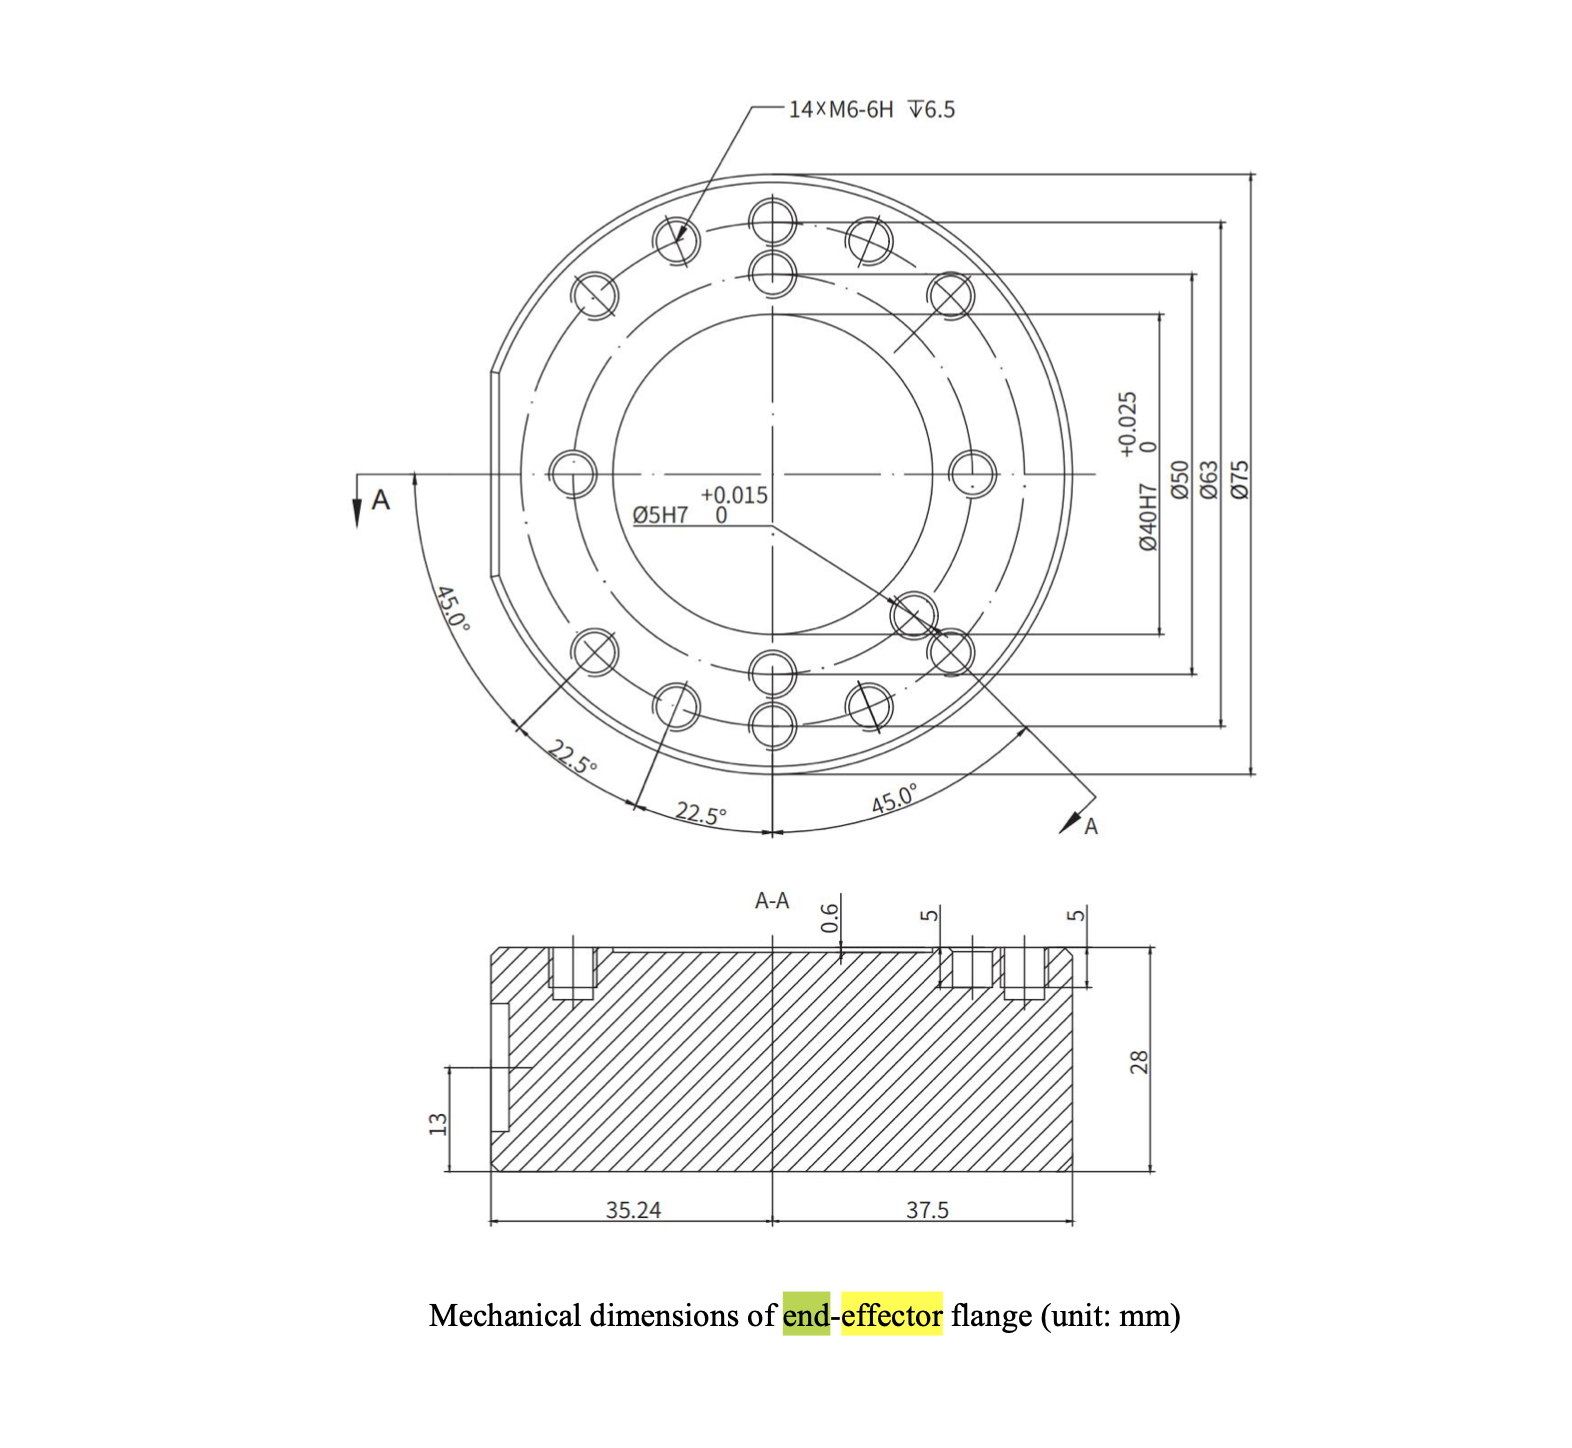 14×M6-6H ↧6.5
+0.025
Ø40H7 0
Ø50
Ø63
Ø75
A
+0.015
Ø5H7 0
45.0°
22.5°
22.5°
45.0°
A
A-A
0.6
5
5
28
13
35.24
37.5
Mechanical dimensions of end-effector flange (unit: mm)